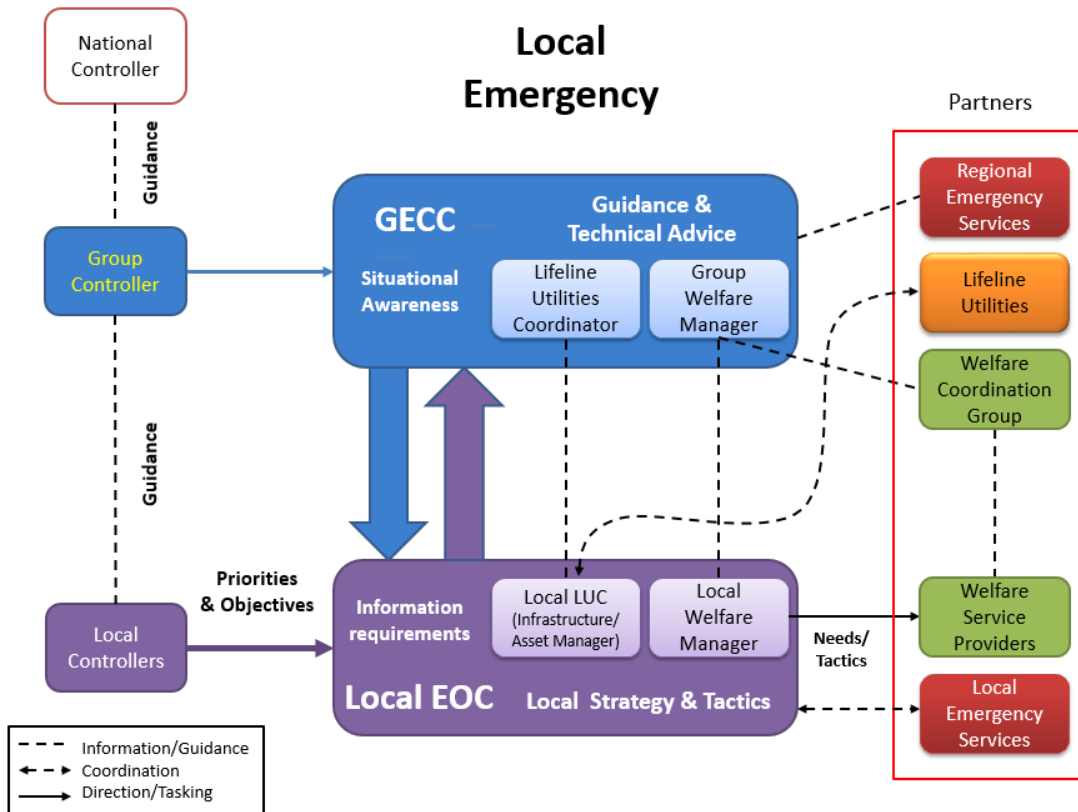 Local
Emergency
National
Controller
Guidance
Group
Controller
Guidance
Local
Controllers
Priorities
& Objectives
GECC
Guidance &
Technical Advice
Situational
Awareness
Lifeline
Utilities
Coordinator
Group
Welfare
Manager
Information
requirements
Local LUC
(Infrastructure/
Asset Manager)
Local
Welfare
Manager
Local EOC
Local Strategy & Tactics
Needs/
Tactics
Partners
Regional
Emergency
Services
Lifeline
Utilities
Welfare
Coordination
Group
Welfare
Service
Providers
Local
Emergency
Services
Information/Guidance
Coordination
Direction/Tasking